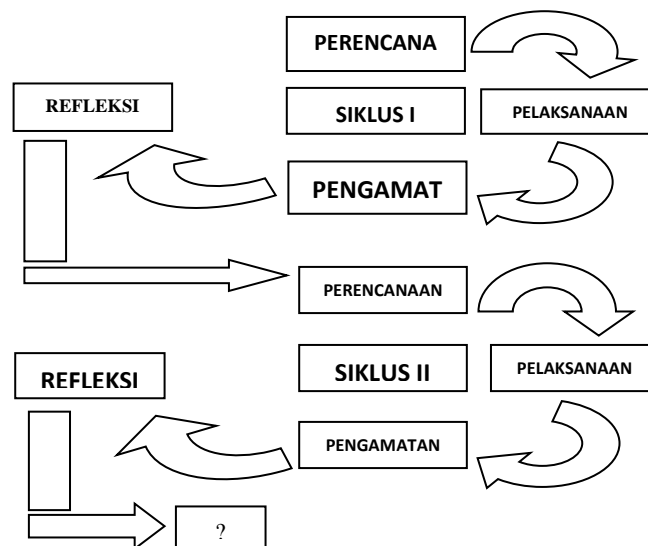 PERENCANA
REFLEKSI
SIKLUS I
PELAKSANAAN
PENGAMAT
PERENCANAAN
REFLEKSI
SIKLUS II
PELAKSANAAN
PENGAMATAN
?